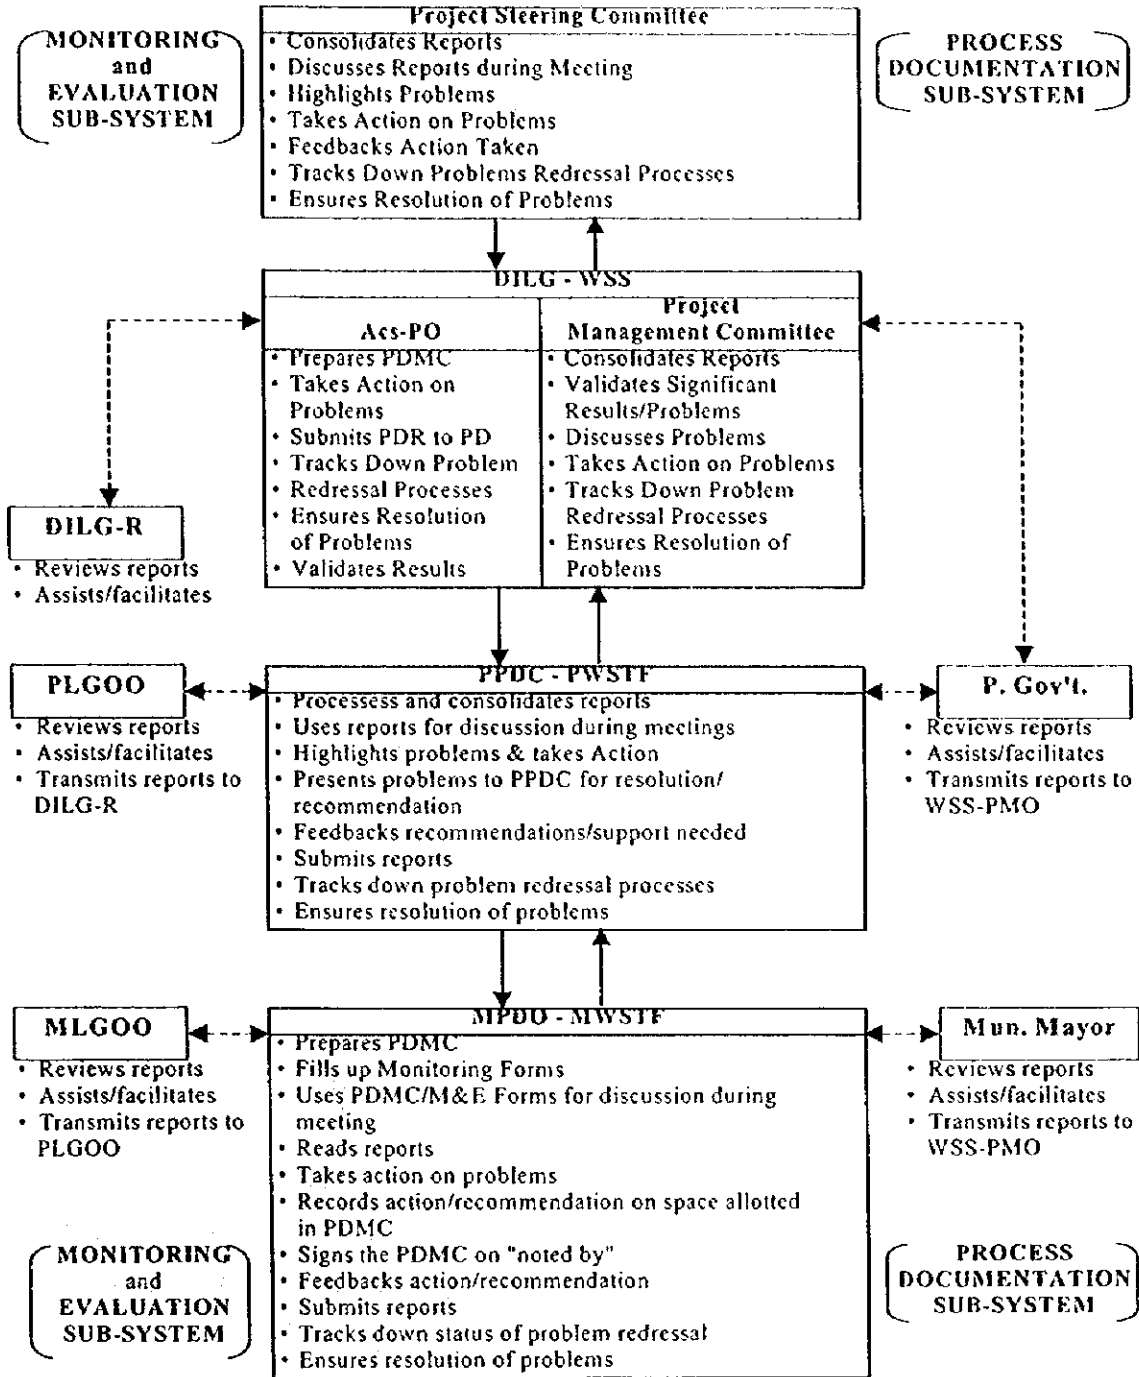 Project Steering Committee
MONITORING
and
EVALUATION
SUB-SYSTEM
• Consolidates Reports
• Discusses Reports during Meeting
• Highlights Problems
• Takes Action on Problems
• Feedbacks Action Taken
• Tracks Down Problems Redressal Processes
• Ensures Resolution of Problems
PROCESS
DOCUMENTATION
SUB-SYSTEM
DILG - WSS
Acs-PO
• Prepares PDMC
• Takes Action on
Problems
• Submits PDR to PD
• Tracks Down Problem
• Redressal Processes
• Ensures Resolution
of Problems
• Validates Results
Project
Management Committee
• Consolidates Reports
• Validates Significant
Results/Problems
• Discusses Problems
• Takes Action on Problems
• Tracks Down Problem
Redressal Processes
• Ensures Resolution of
Problems
DILG-R
• Reviews reports
• Assists/facilitates
PLGOO
• Reviews reports
• Assists/facilitates
• Transmits reports to
DILG-R
PPDC - PWSTF
• Processess and consolidates reports
• Uses reports for discussion during meetings
• Highlights problems & takes Action
• Presents problems to PPDC for resolution/
recommendation
• Feedbacks recommendations/support needed
• Submits reports
• Tracks down problem redressal processes
• Ensures resolution of problems
P. Gov't.
• Reviews reports
• Assists/facilitates
• Transmits reports to
WSS-PMO
MLGOO
• Reviews reports
• Assists/facilitates
• Transmits reports to
PLGOO
MPDO - MWSTF
• Prepares PDMC
• Fills up Monitoring Forms
• Uses PDMC/M&E Forms for discussion during
meeting
• Reads reports
• Takes action on problems
• Records action/recommendation on space allotted
in PDMC
• Signs the PDMC on "noted by"
• Feedbacks action/recommendation
• Submits reports
• Tracks down status of problem redressal
• Ensures resolution of problems
Mun. Mayor
• Reviews reports
• Assists/facilitates
• Transmits reports to
WSS-PMO
MONITORING
and
EVALUATION
SUB-SYSTEM
PROCESS
DOCUMENTATION
SUB-SYSTEM